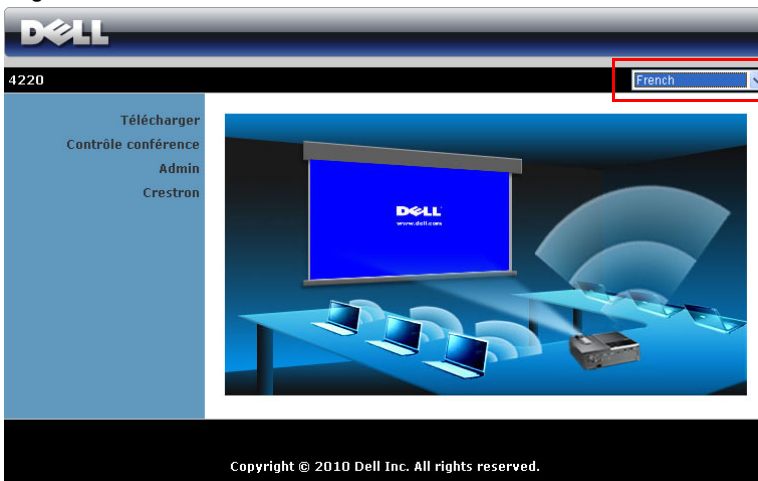 DELL
4220
French
Télécharger
Contrôle conférence
Admin
Crestron
DELL
www.dell.com
Copyright © 2010 Dell Inc. All rights reserved.